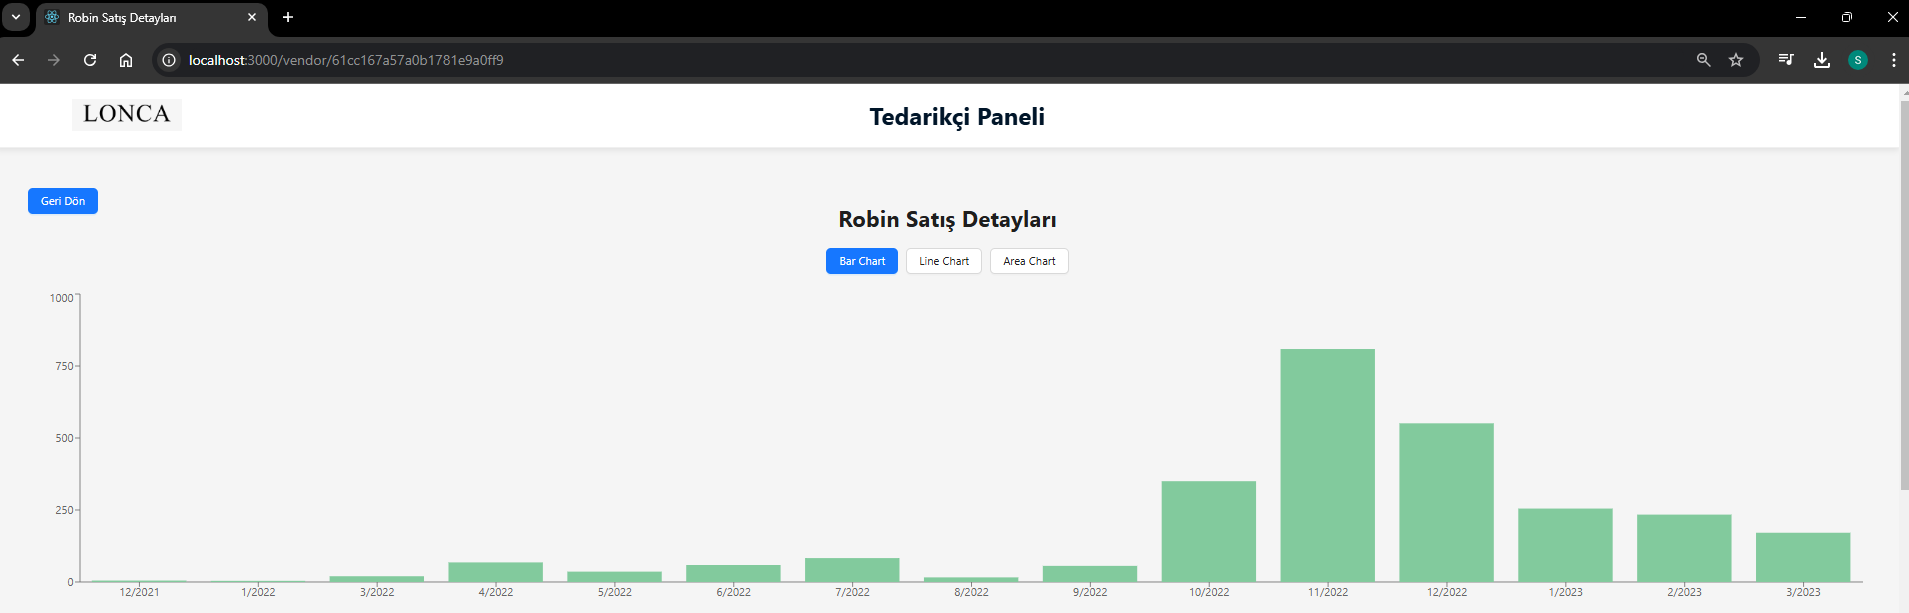 Robin Satış Detayları
localhost:3000/vendor/61cc167a57a0b1781e9a0ff9
S
LONCA
Tedarikçi Paneli
Geri Dön
Robin Satış Detayları
Bar Chart Line Chart Area Chart
1000
750
500
250
0
12/2021 1/2022 3/2022 4/2022 5/2022 6/2022 7/2022 8/2022 9/2022 10/2022 11/2022 12/2022 1/2023 2/2023 3/2023